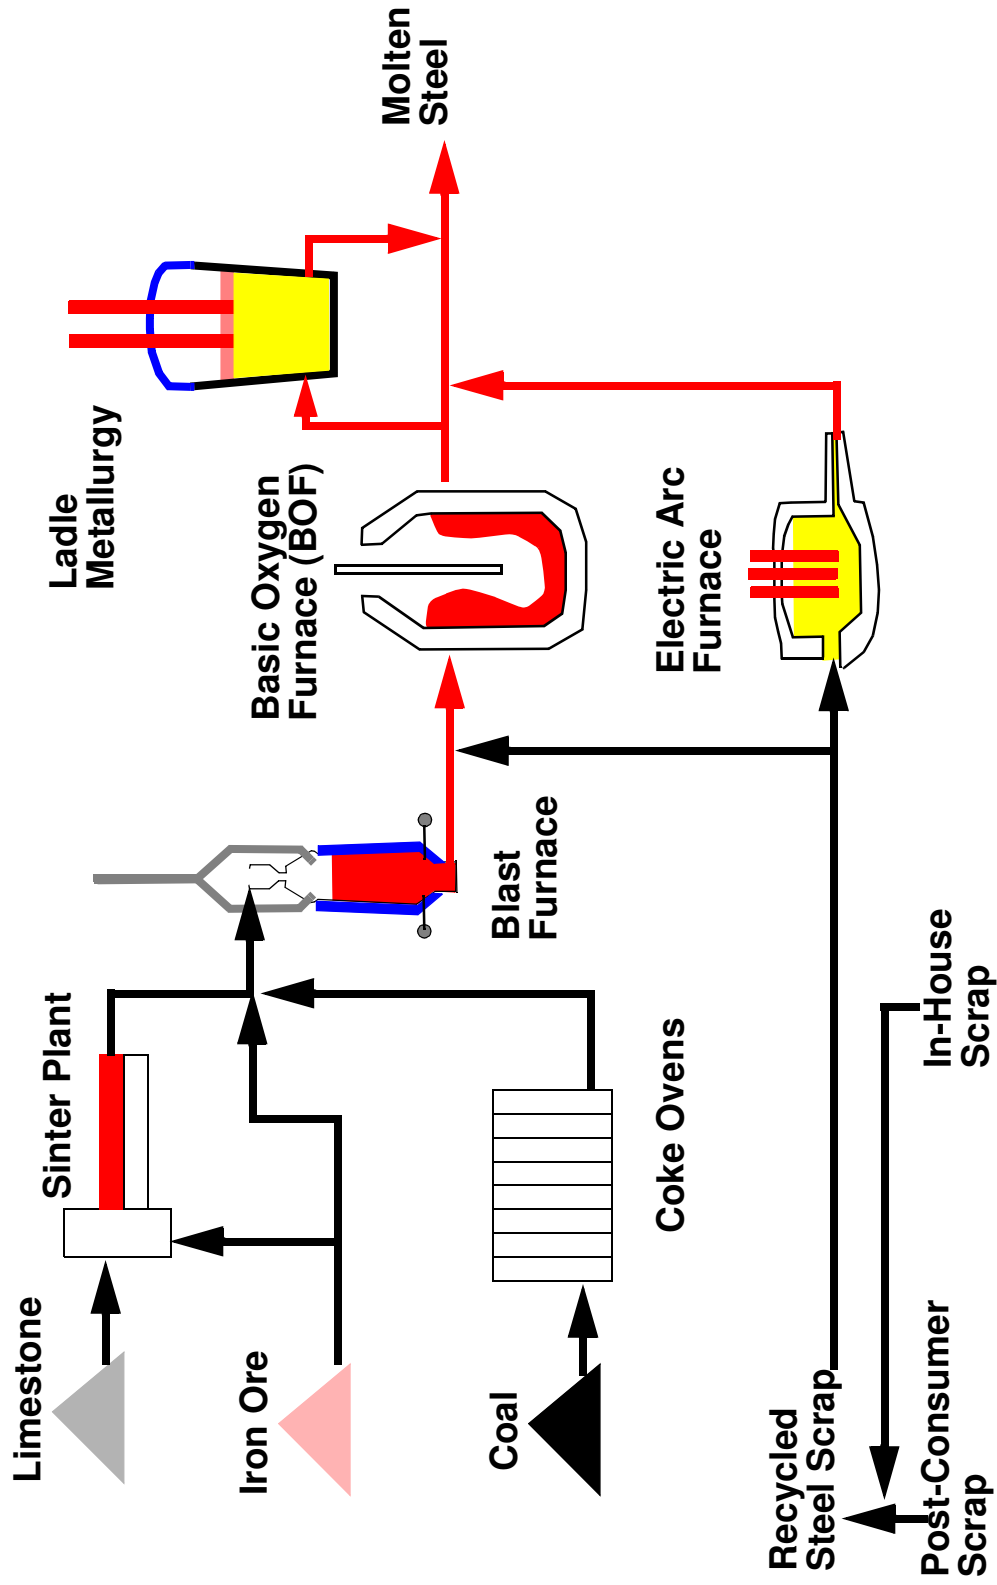 Limestone
Sinter Plant
Ladle
Metallurgy
Iron Ore
Basic Oxygen
Furnace (BOF)
Molten
Steel
Coal
Blast
Furnace
Coke Ovens
Electric Arc
Furnace
Recycled
Steel Scrap
Post-Consumer
Scrap
In-House
Scrap